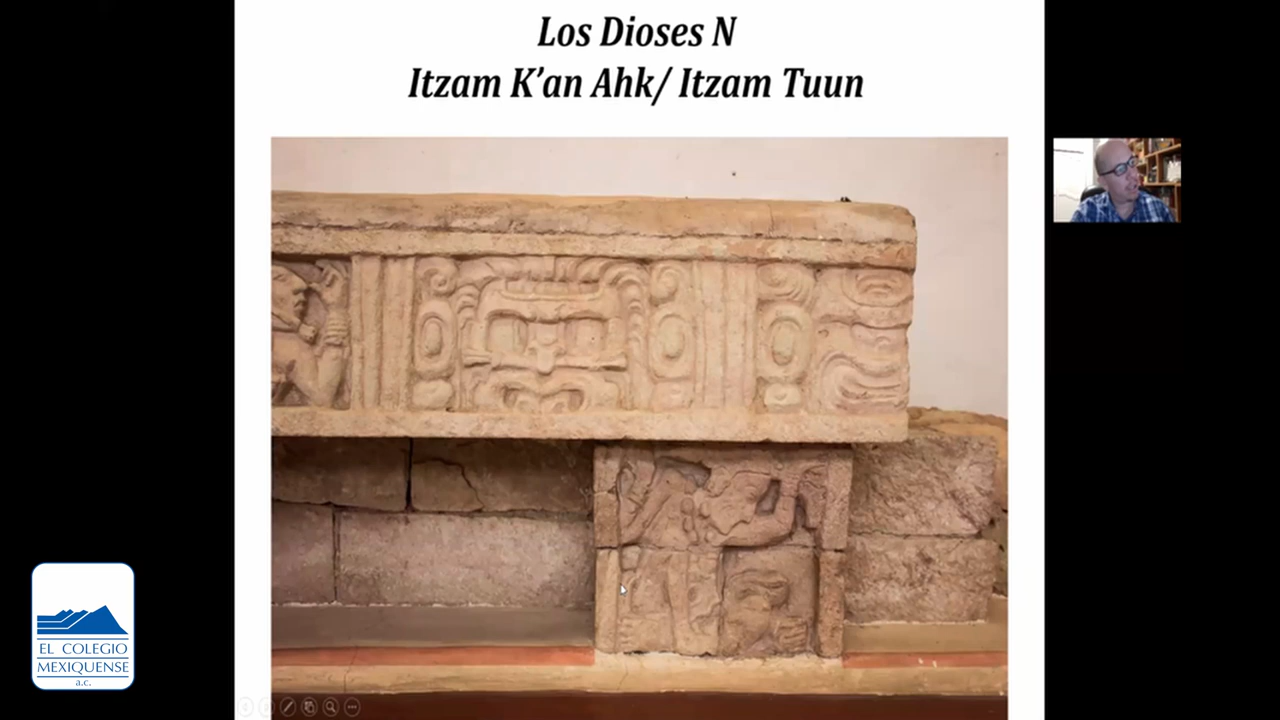 Los Dioses N
Itzam K’an Ahk/ Itzam Tuun
EL COLEGIO
MEXIQUENSE
a.c.